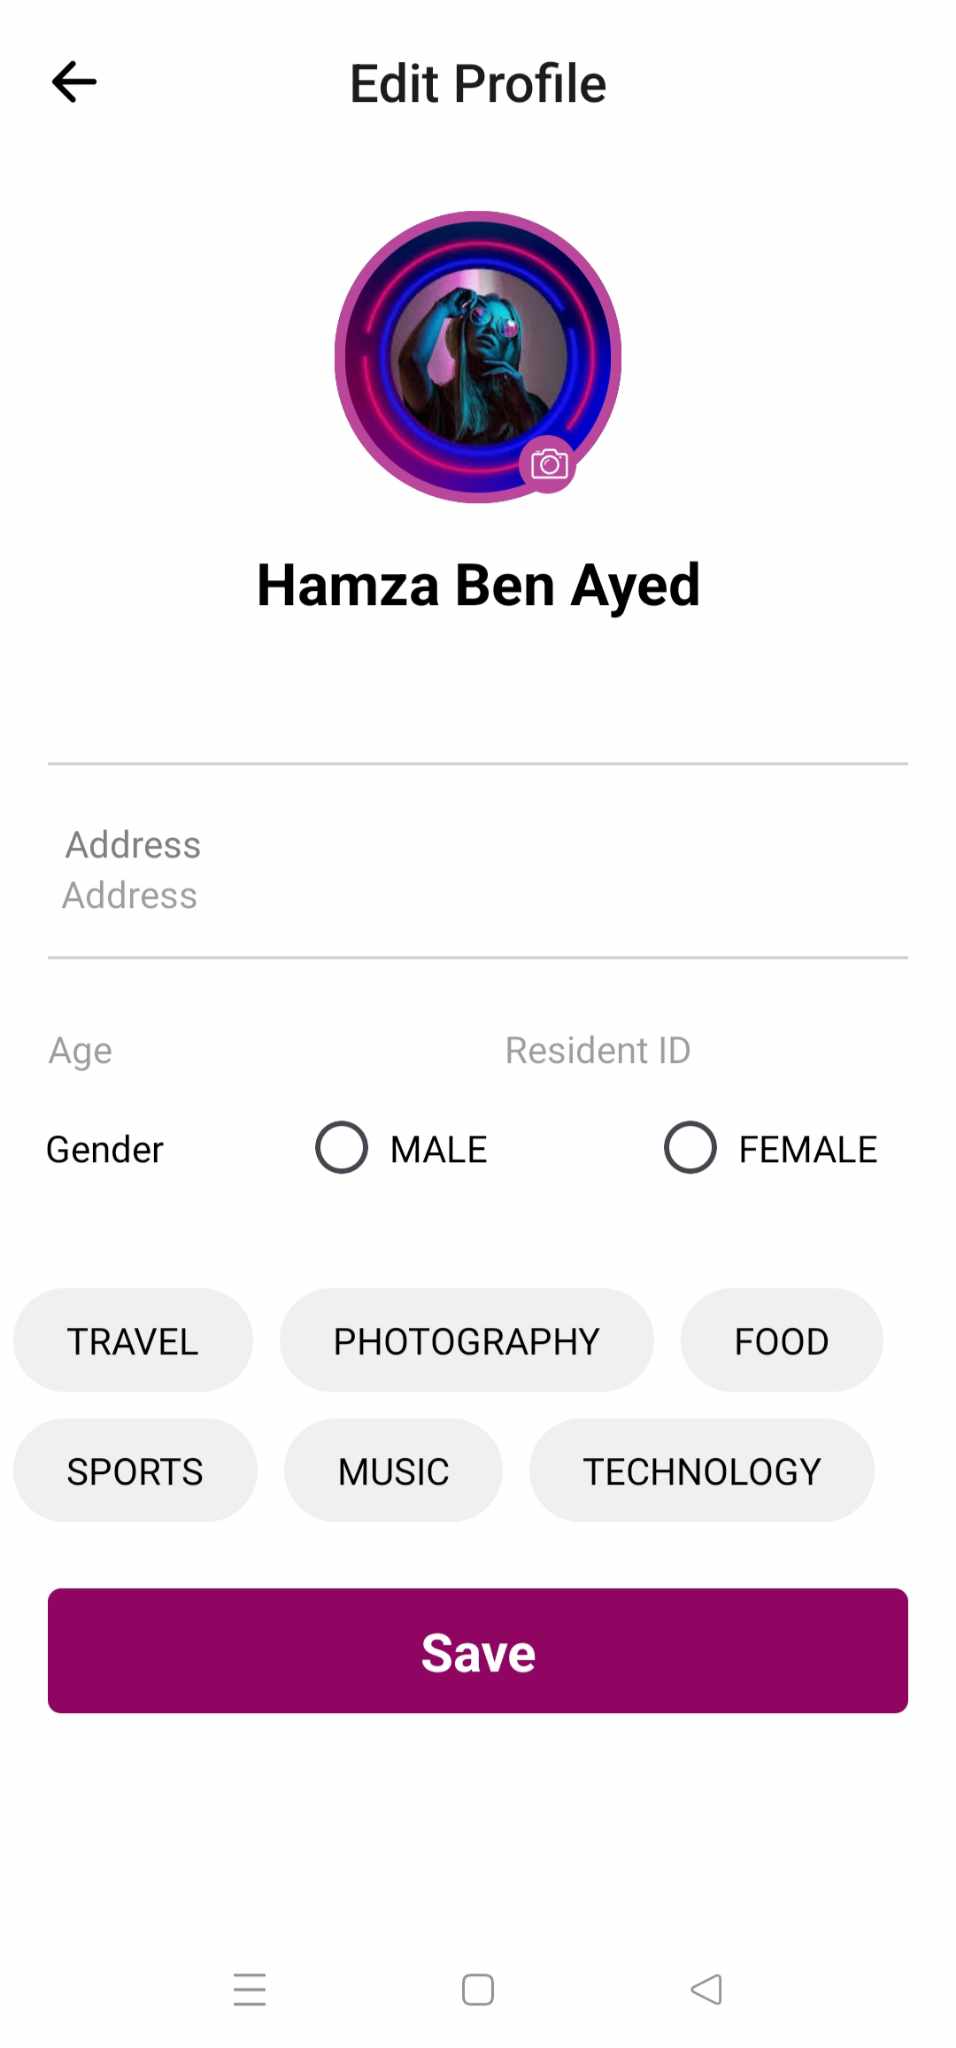 Edit Profile
Hamza Ben Ayed
Address
Address
Age Resident ID
Gender MALE FEMALE
TRAVEL PHOTOGRAPHY FOOD
SPORTS MUSIC TECHNOLOGY
Save